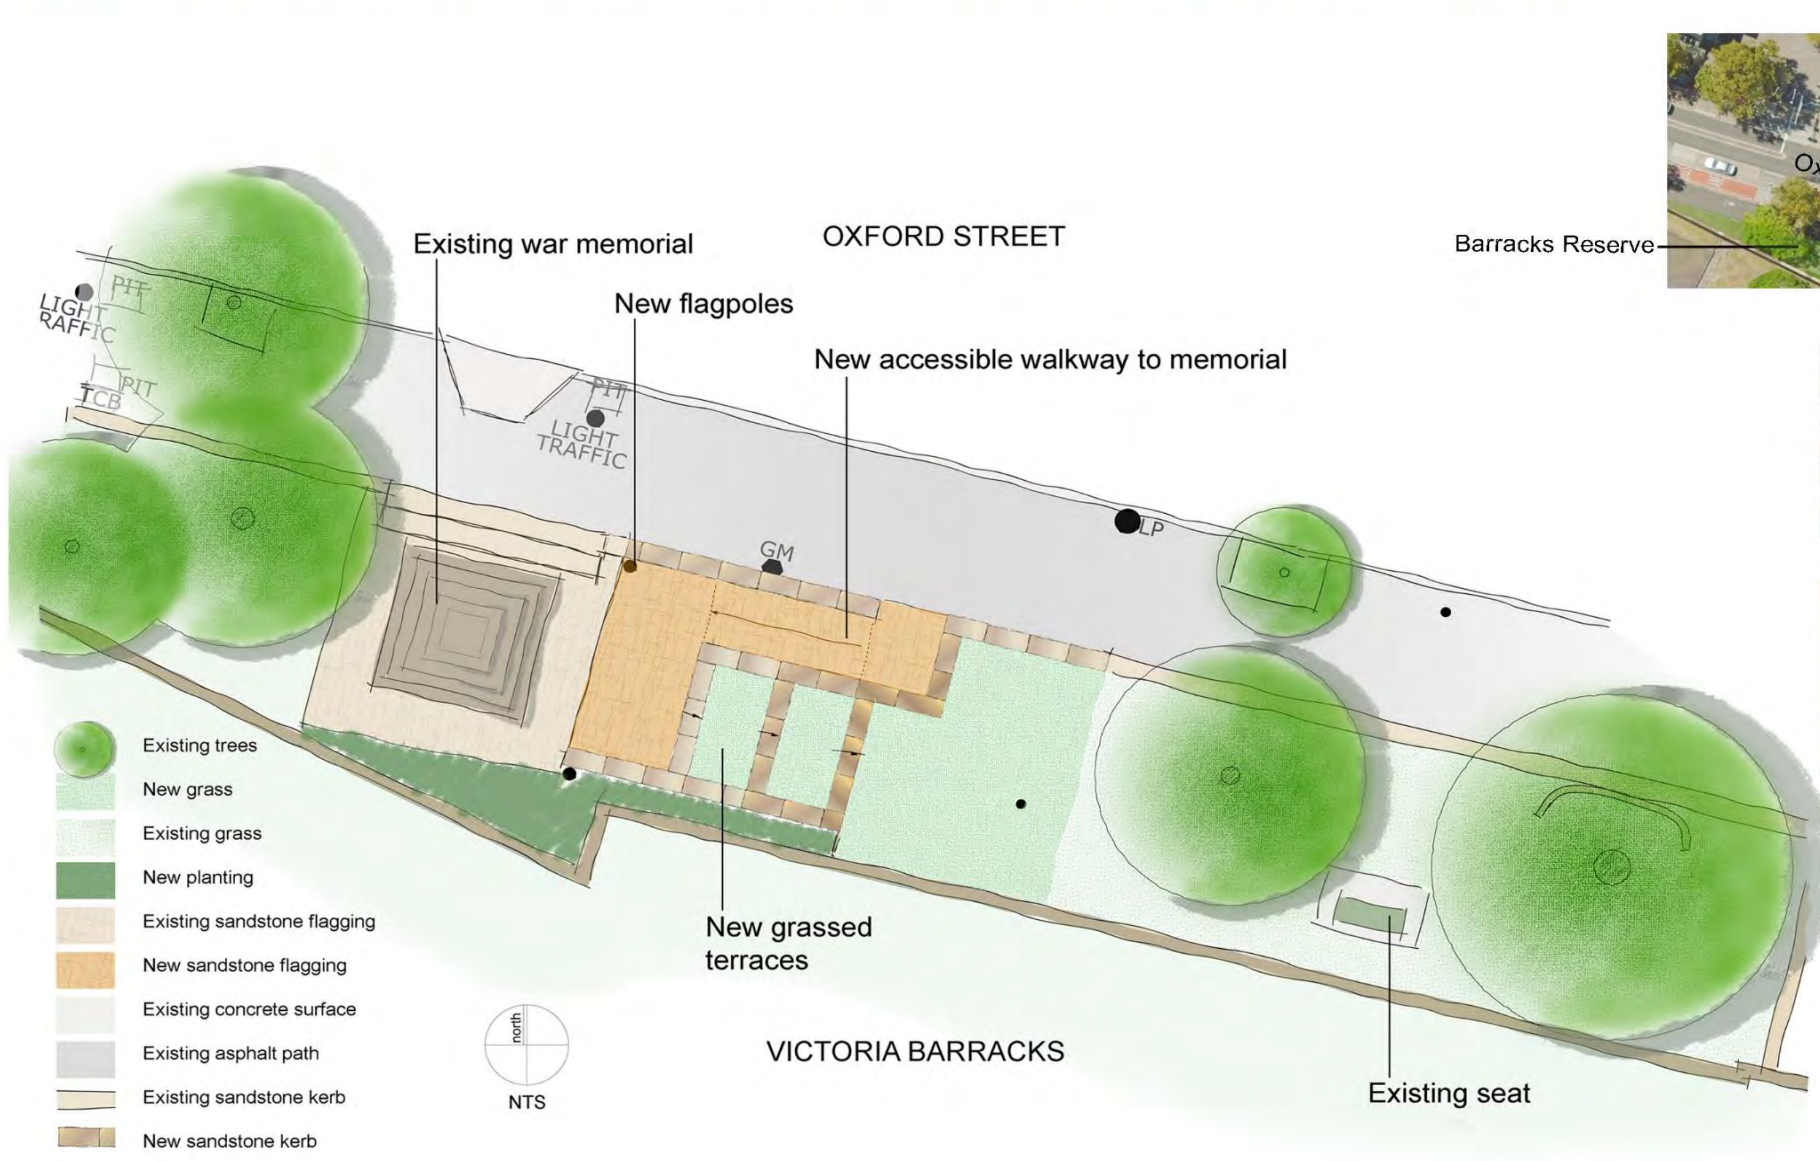 OXFORD STREET
Existing war memorial
Barracks Reserve
New flagpoles
New accessible walkway to memorial
PIT
LIGHT
RAFFIC
PIT
TCB
PIT
LIGHT
TRAFFIC
LP
GM
Existing trees
New grass
Existing grass
New planting
Existing sandstone flagging
New sandstone flagging
Existing concrete surface
Existing asphalt path
Existing sandstone kerb
New sandstone kerb
New grassed
terraces
north
NTS
VICTORIA BARRACKS
Existing seat